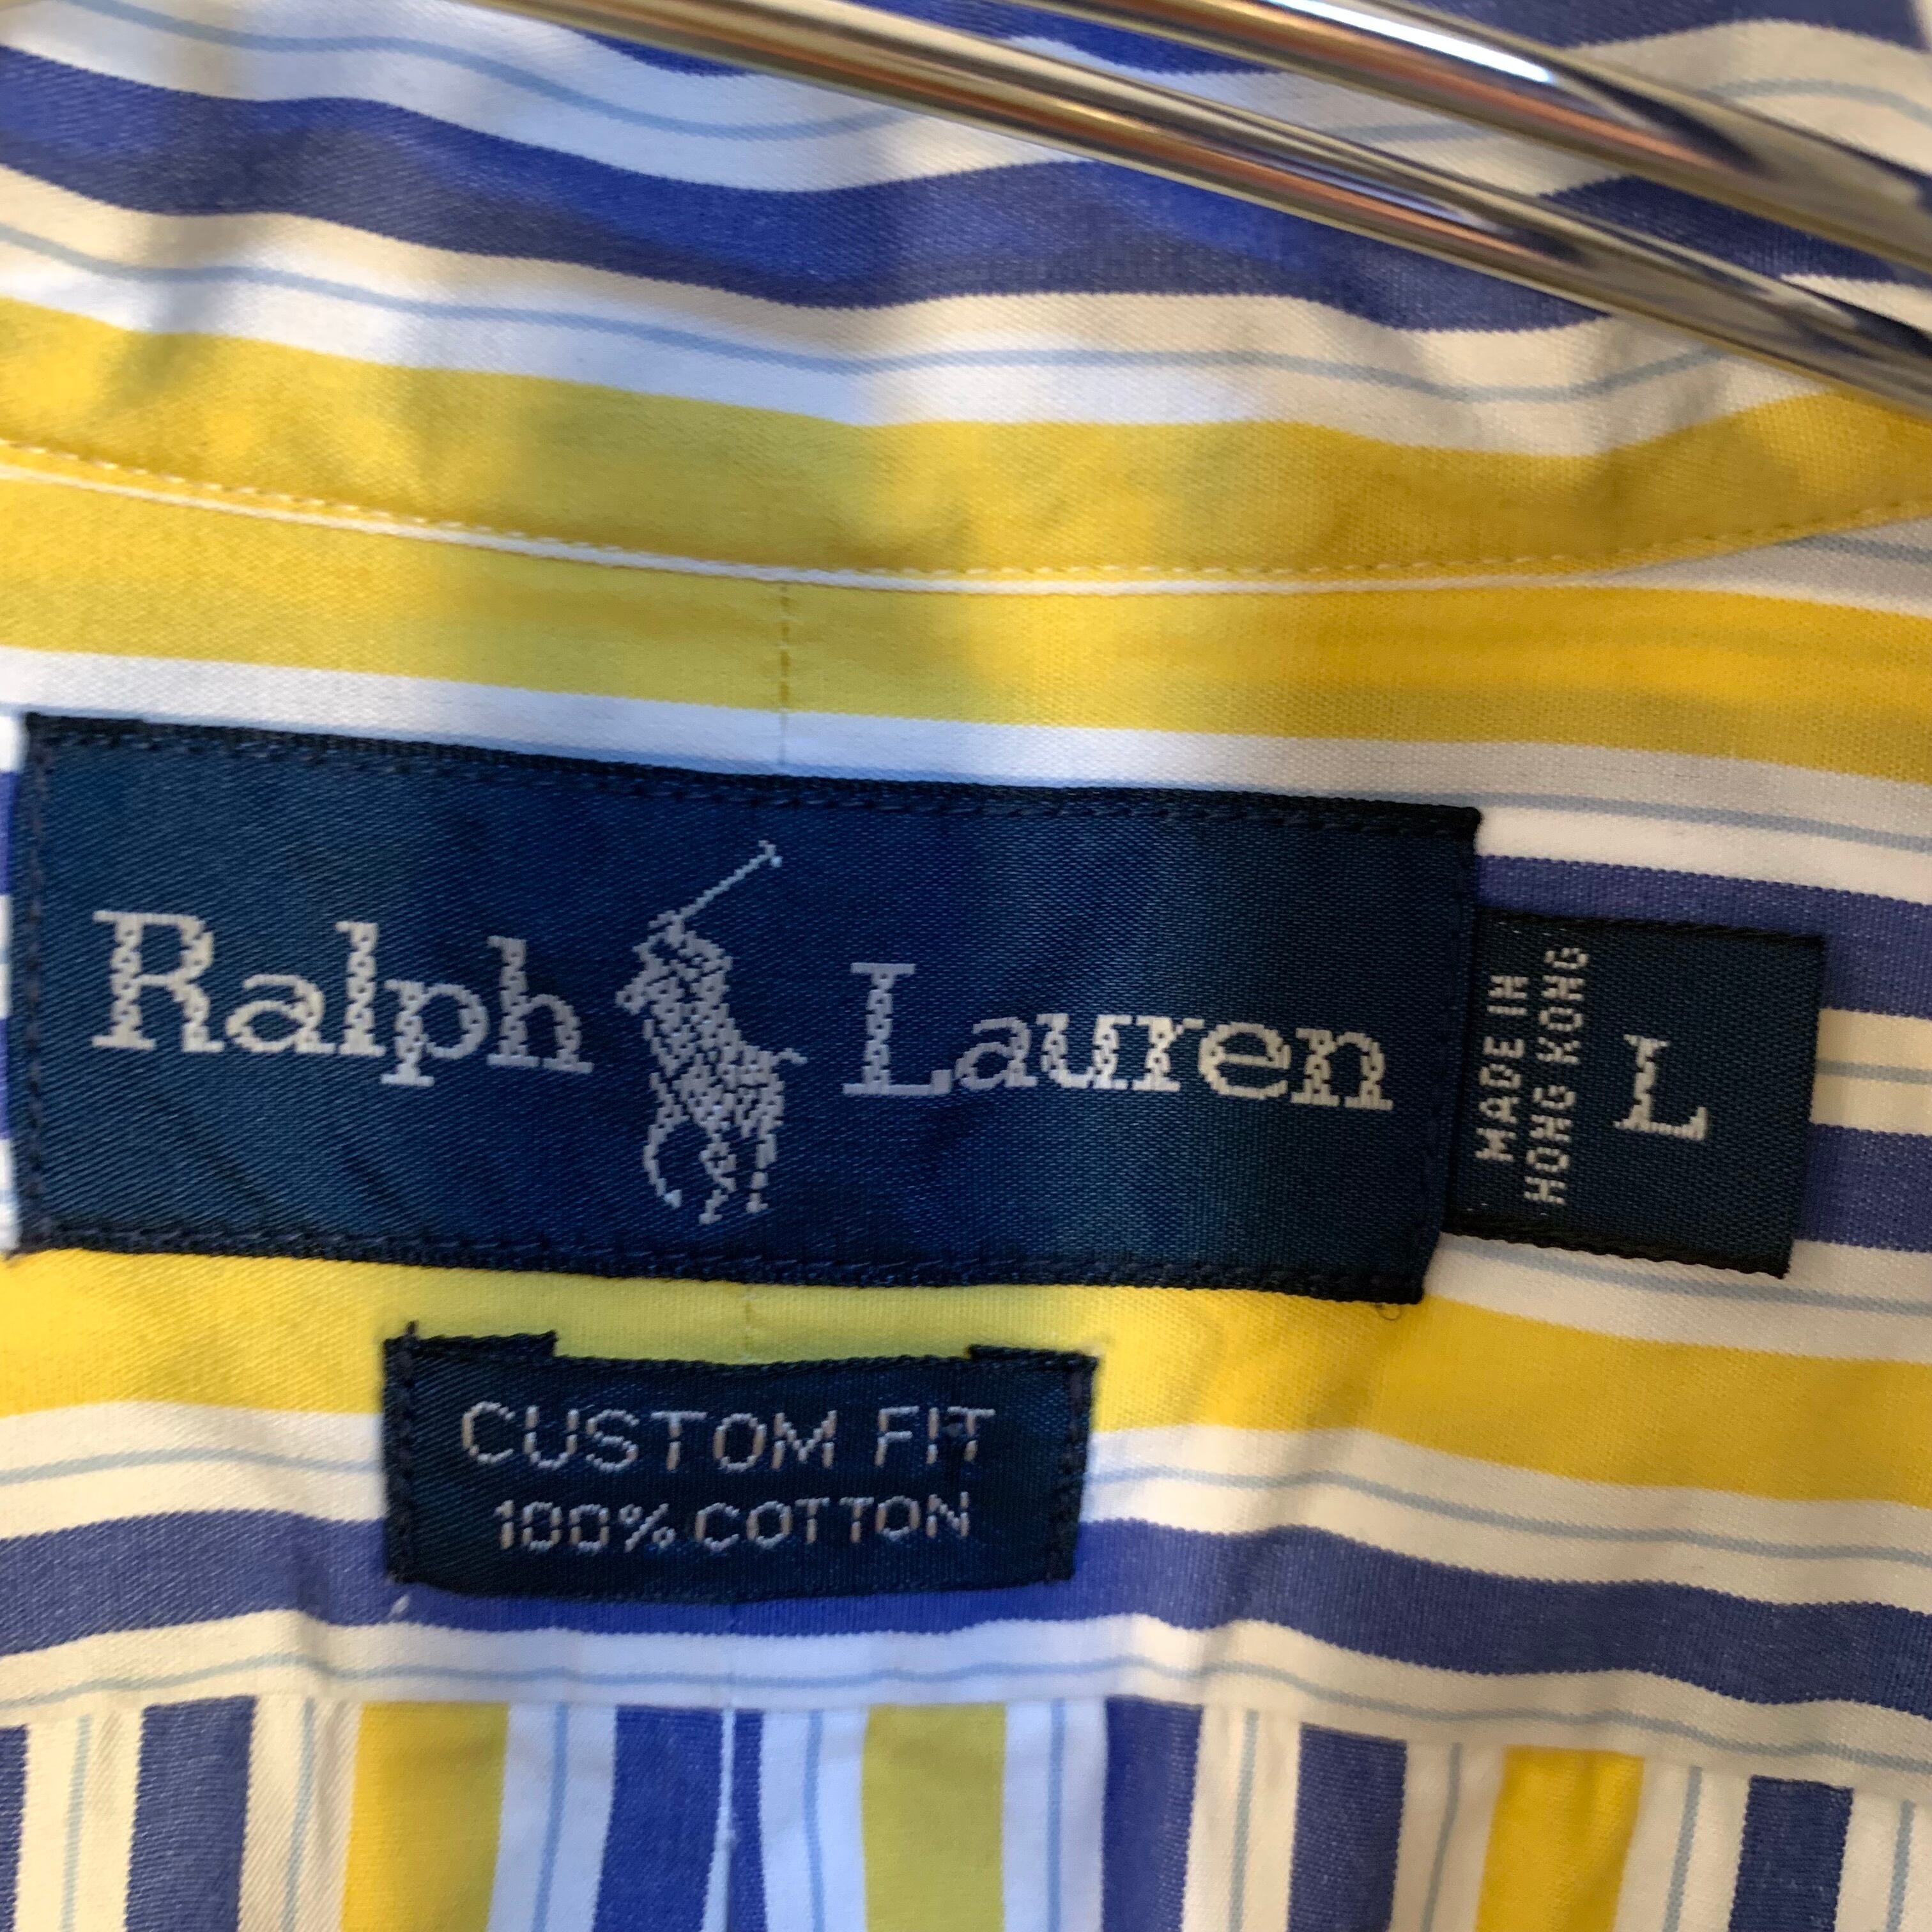 Ralph Lauren
MADE IN
HONG KONG
L
CUSTOM FIT
100% COTTON